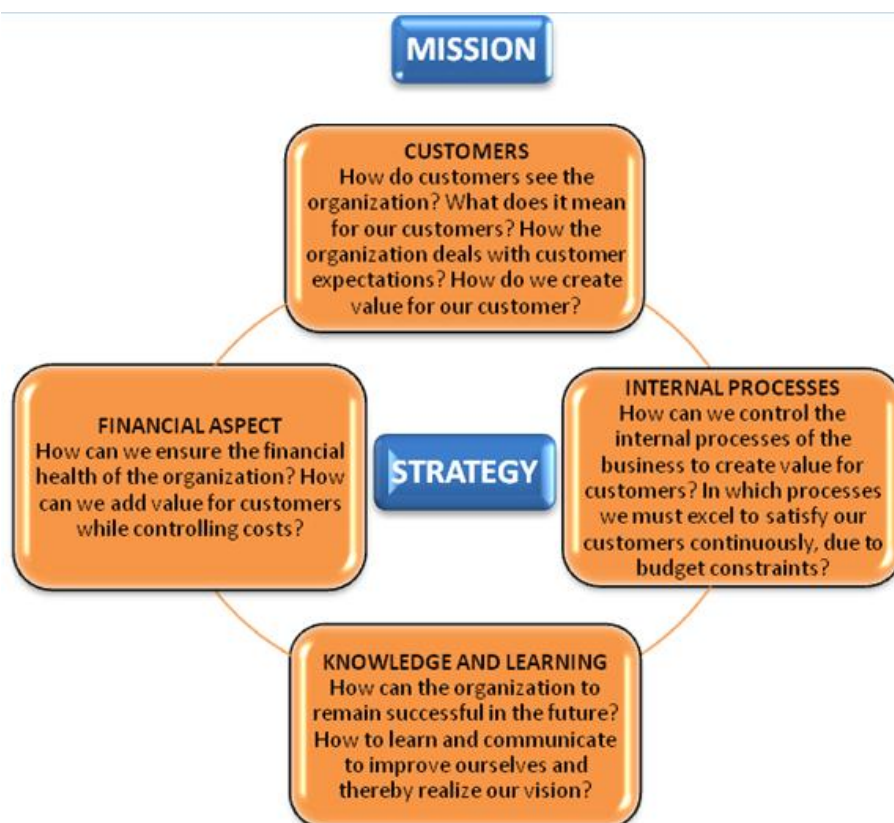 MISSION
CUSTOMERS
How do customers see the
organization? What does it mean
for our customers? How the
organization deals with customer
expectations? How do we create
value for our customer?
FINANCIAL ASPECT
How can we ensure the financial
health of the organization? How
can we add value for customers
while controlling costs?
STRATEGY
INTERNAL PROCESSES
How can we control the
internal processes of the
business to create value for
customers? In which processes
we must excel to satisfy our
customers continuously, due to
budget constraints?
KNOWLEDGE AND LEARNING
How can the organization to
remain successful in the future?
How to learn and communicate
to improve ourselves and
thereby realize our vision?